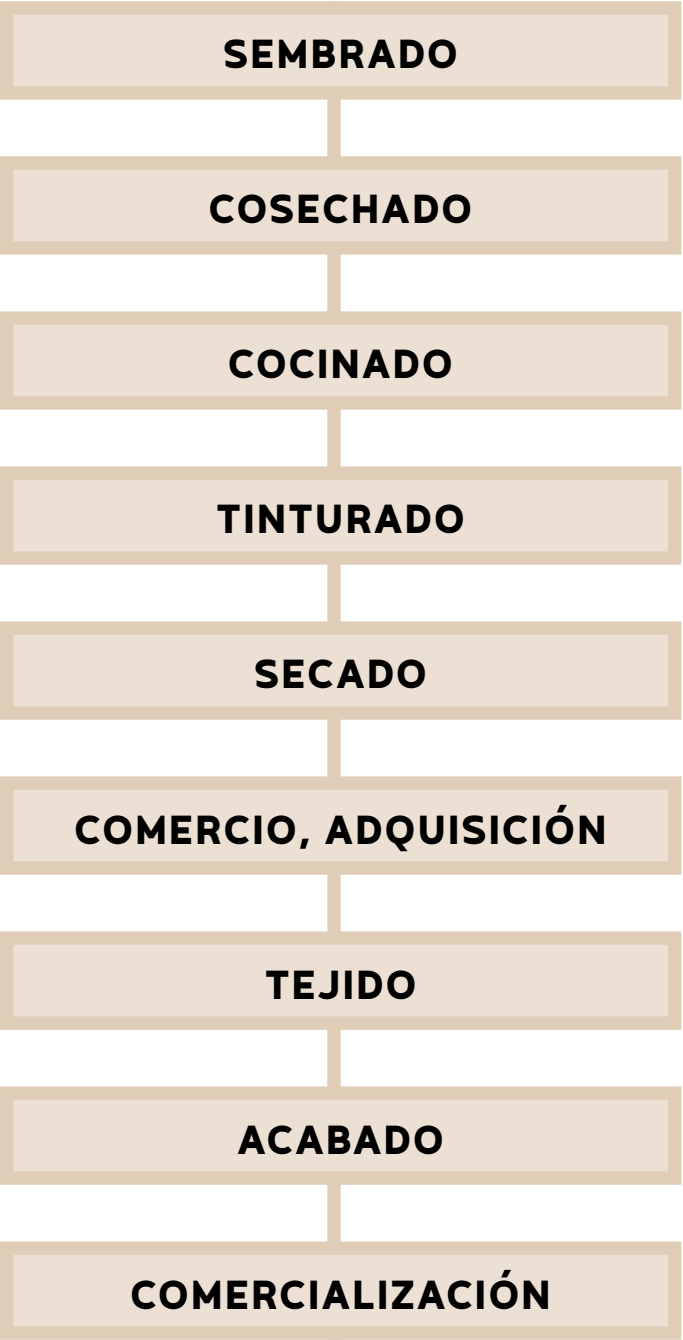 SEMBRADO
COSECHADO
COCINADO
TINTURADO
SECADO
COMERCIO, ADQUISICIÓN
TEJIDO
ACABADO
COMERCIALIZACIÓN